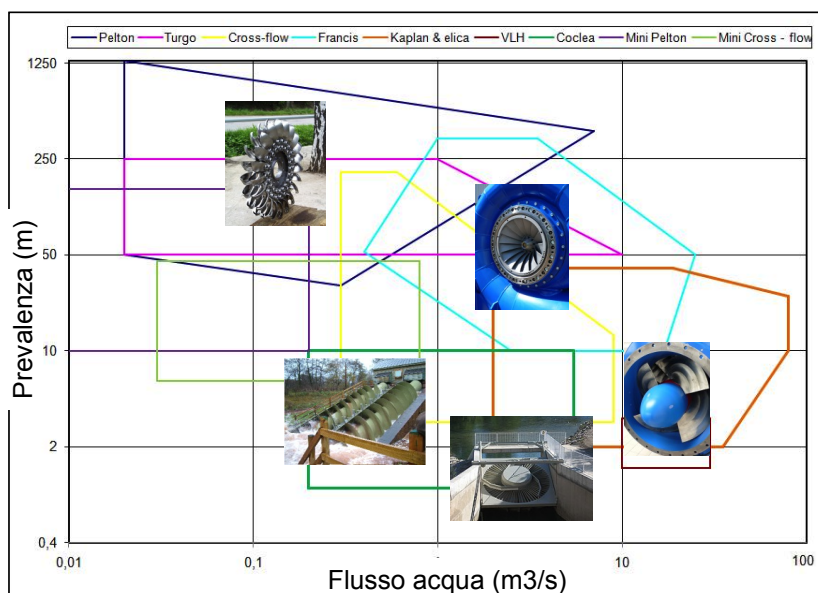 Pelton Turgo Cross-flow Francis Kaplan & elica VLH Coclea Mini Pelton Mini Cross - flow
1250
250
50
10
2
0,4
Prevalenza (m)
0,01 0,1 1 10 100
Flusso acqua (m3/s)